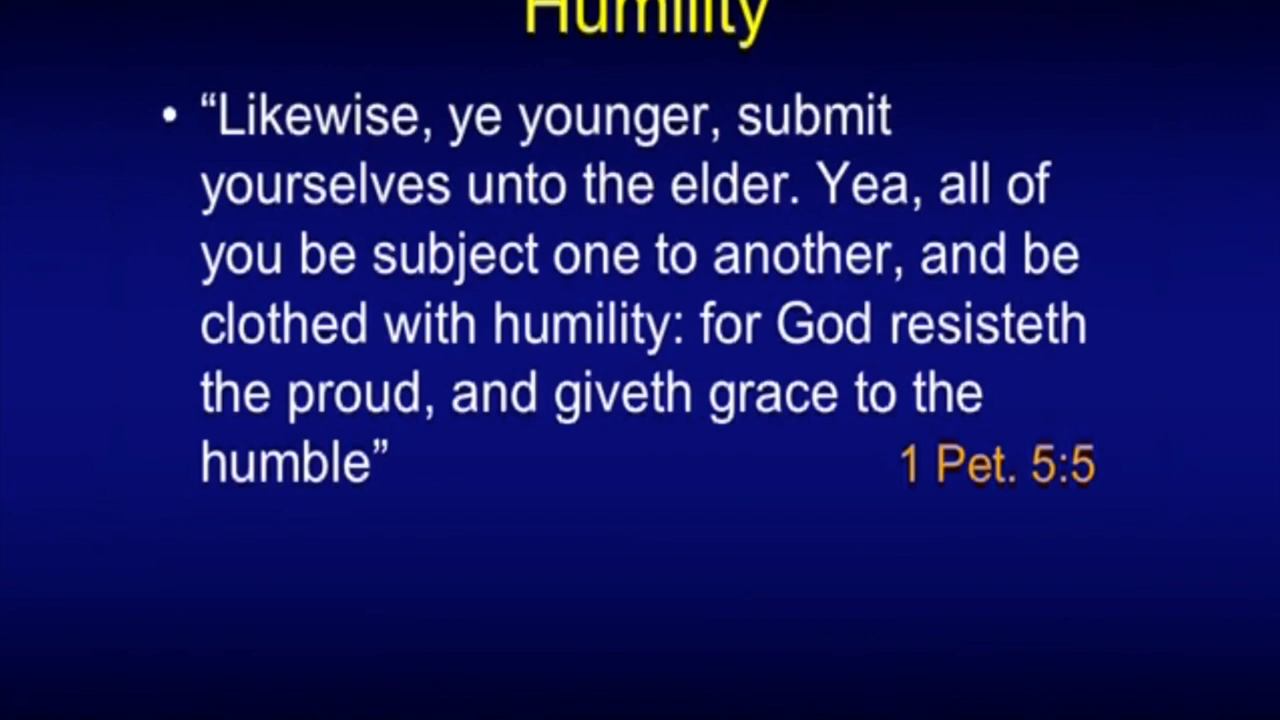 Humility
• “Likewise, ye younger, submit
yourselves unto the elder. Yea, all of
you be subject one to another, and be
clothed with humility: for God resisteth
the proud, and giveth grace to the
humble” 1 Pet. 5:5